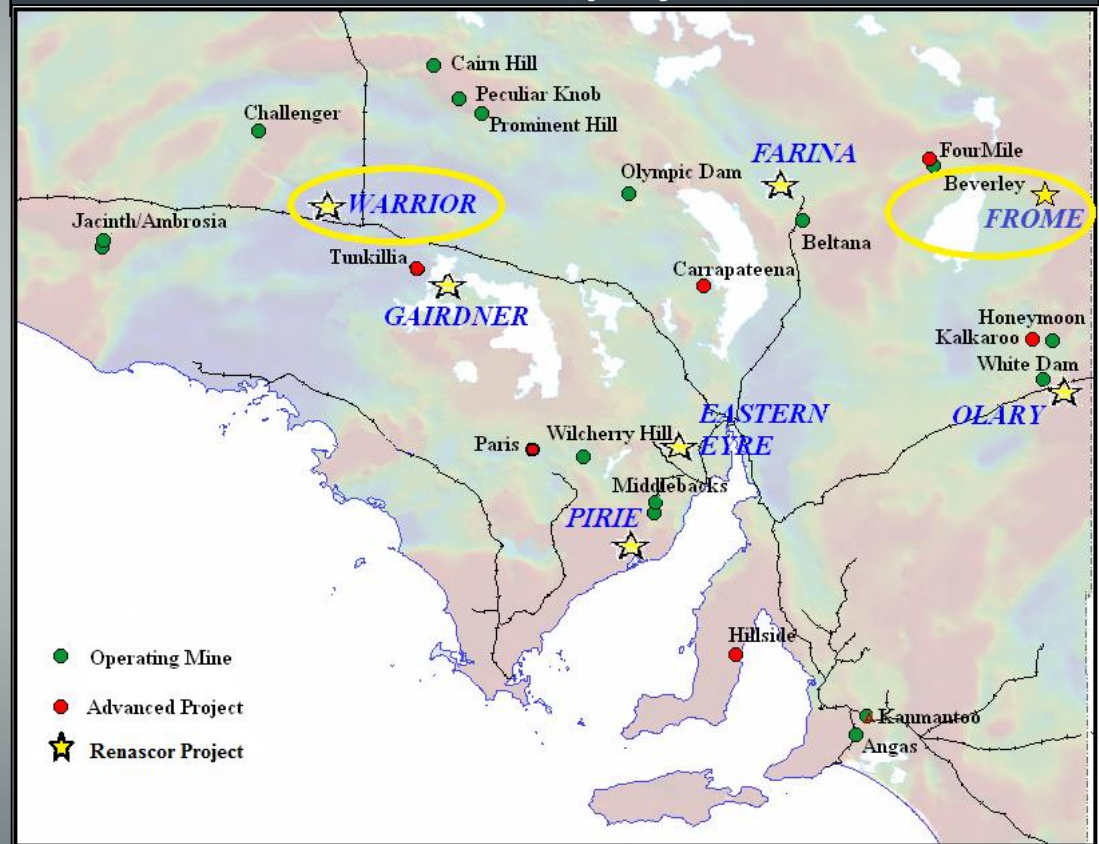 Cairn Hill
Peculiar Knob
Challenger
Prominent Hill
FourMile
FARINA
Olympic Dam
Beverley
WARRIOR
FROME
Jacinth/Ambrosia
Beltana
Tunkillia
Carrapateena
GAIRDNER
Honeymoon
Kalkaroo
White Dam
EASTERN
EYRE
OLARY
Wilcherry Hill
Paris
Middlebacks
PIRIE
Hillside
Operating Mine
Advanced Project
Renascor Project
Kanmantoo
Angas